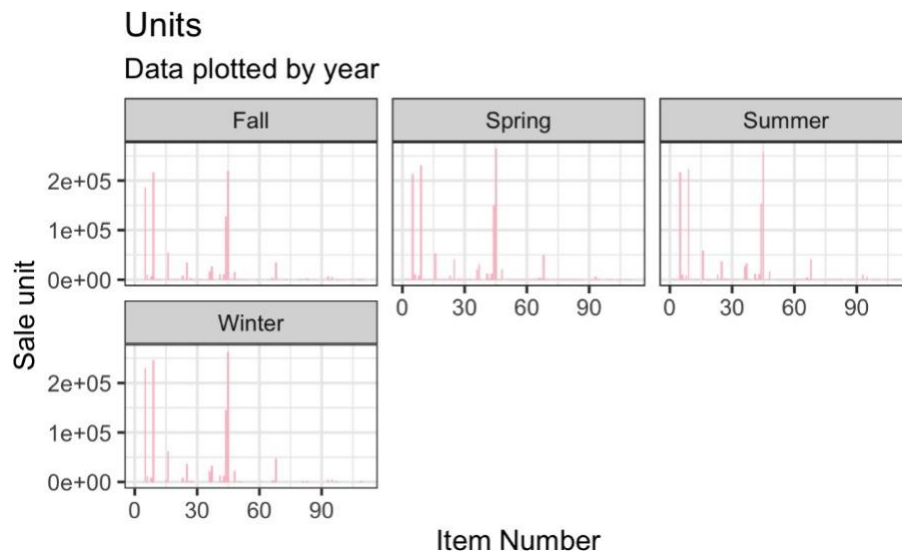 Units
Data plotted by year
Fall
Spring
Summer
2e+05
1e+05
0e+00
0 30 60 90
0 30 60 90
Winter
2e+05
1e+05
0e+00
0 30 60 90
Sale unit
Item Number